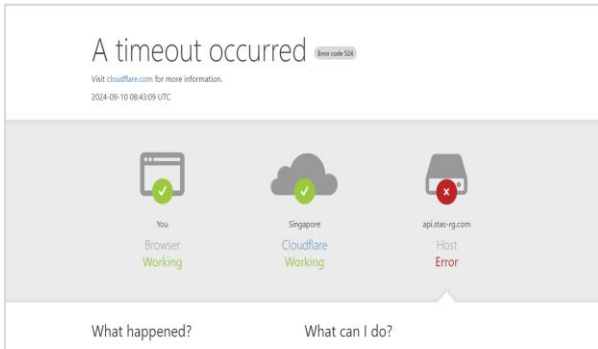 A timeout occurred Error code 524
Visit cloudflare.com for more information.
2024-09-10 08:43:09 UTC
You
Browser
Working
Singapore
Cloudflare
Working
api.stas-rg.com
Host
Error
What happened?
What can I do?